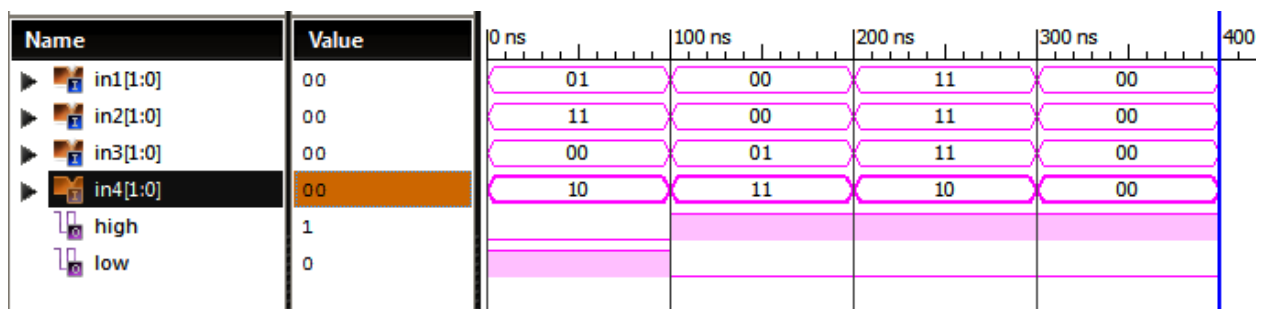 Name Value 0 ns 100 ns 200 ns 300 ns 400
in1[1:0] 00 01 00 11 00
in2[1:0] 00 11 00 11 00
in3[1:0] 00 00 01 11 00
in4[1:0] 00 10 11 10 00
high 1
low 0